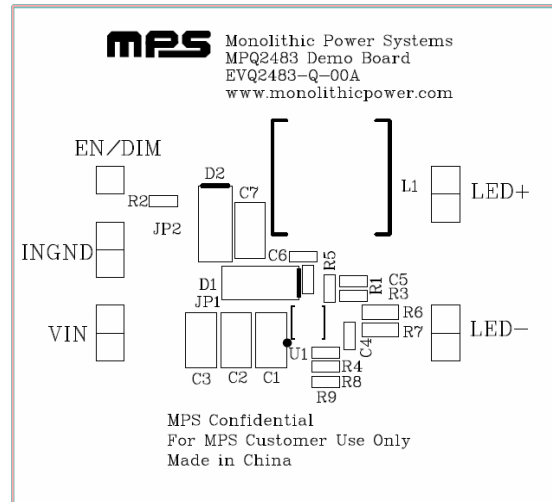 mps
Monolithic Power Systems
MPQ2483 Demo Board
EVQ2483-Q-00A
www.monolithicpower.com
EN/DIM
D2
C7
L1
LED+
R2
JP2
INGND
C6
R5
R1
C5
R3
D1
JP1
VIN
R6
R7
LED-
C4
U1
C3
C2
C1
R4
R8
R9
MPS Confidential
For MPS Customer Use Only
Made in China